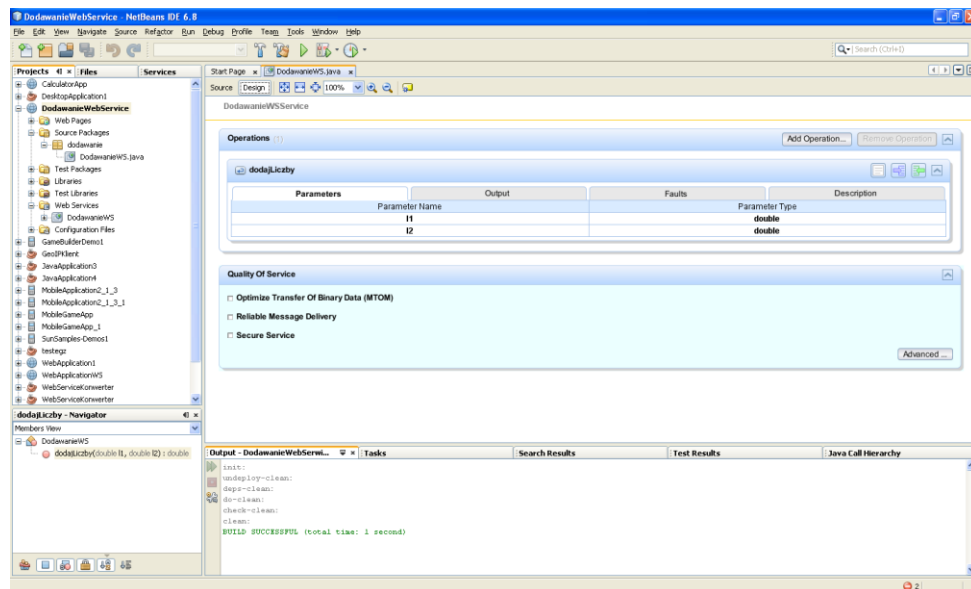 DodawanieWebService - NetBeans IDE 6.8
File Edit View Navigate Source Refactor Run Debug Profile Team Tools Window Help
Search (Ctrl+I)
Projects Files Services
CalculatorApp
DesktopApplication1
DodawanieWebService
Web Pages
Source Packages
dodawanie
DodawanieWS.java
Test Packages
Libraries
Test Libraries
Web Services
DodawanieWS
Configuration Files
GameBuilderDemo1
GeoIPKlient
JavaApplication3
JavaApplication4
MobileApplication2_1_3
MobileApplication2_1_3_1
MobileGameApp
MobileGameApp_1
SunSamples-Demos1
testegz
WebApplication1
WebApplicationWS
WebServiceKonwerter
WebServiceKonwerter
dodajLiczby - Navigator
Members View
DodawanieWS
dodajLiczby(double l1, double l2) : double
Start Page DodawanieWS.java
Source Design 100%
DodawanieWSService
Operations (1) Add Operation... Remove Operation
dodajLiczby
Parameters Output Faults Description
Parameter Name Parameter Type
l1 double
l2 double
Quality Of Service
Optimize Transfer Of Binary Data (MTOM)
Reliable Message Delivery
Secure Service
Advanced ...
Output - DodawanieWebSerwi... Tasks Search Results Test Results Java Call Hierarchy
init:
undeploy-clean:
deps-clean:
do-clean:
check-clean:
clean:
BUILD SUCCESSFUL (total time: 1 second)
2